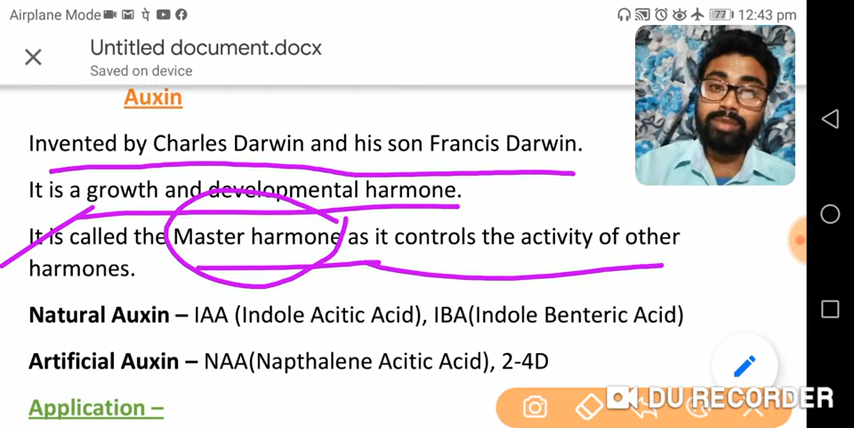 Airplane Mode
77 12:43 pm
Untitled document.docx
Saved on device
Auxin
Invented by Charles Darwin and his son Francis Darwin.
It is a growth and developmental harmone.
It is called the Master harmone as it controls the activity of other
harmones.
Natural Auxin – IAA (Indole Acitic Acid), IBA(Indole Benteric Acid)
Artificial Auxin – NAA(Napthalene Acitic Acid), 2-4D
DU RECORDER
Application –